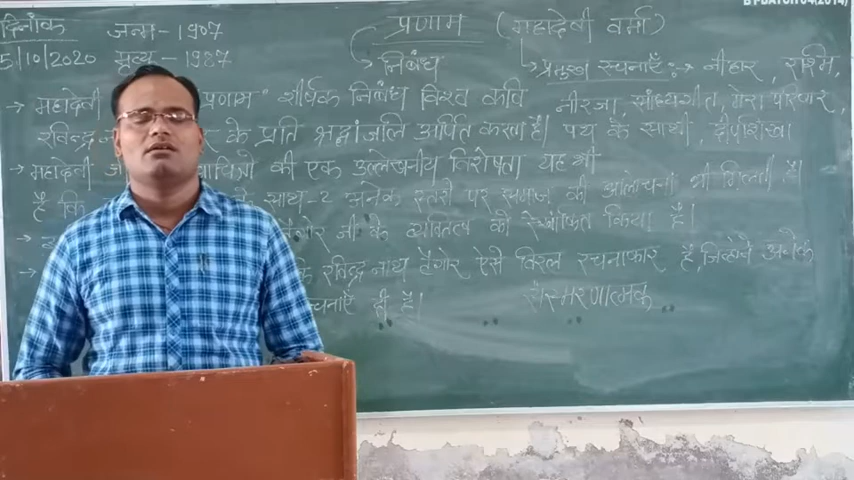 दिनाँक जन्म - 1907 प्रणाम (महादेवी वर्मा)
5/10/2020 मृत्यु - 1987 निबंध प्रमुख रचनाएँ :→ नीहार, रश्मि,
→ महादेवी प्रणाम" शीर्षक निबंध विश्व कवि नीरजा, सांध्यगीत, मेरा परिवार,
रविन्द्र के प्रति श्रद्धांजलि अर्पित करता है। पथ के साथी, दीपशिखा
→ महादेवी की एक उल्लेखनीय विशेषता यह भी
है कि साथ-2 अनेक स्तरों पर समाज की आलोचना भी मिलती है।
→ टैगोर जी के व्यक्तित्व को रेखांकित किया है।
→ कि रविन्द्र नाथ टैगोर ऐसे विरल रचनाकार हैं, जिन्होंने अनेक
रचनाएँ दी है। संस्मरणात्मक